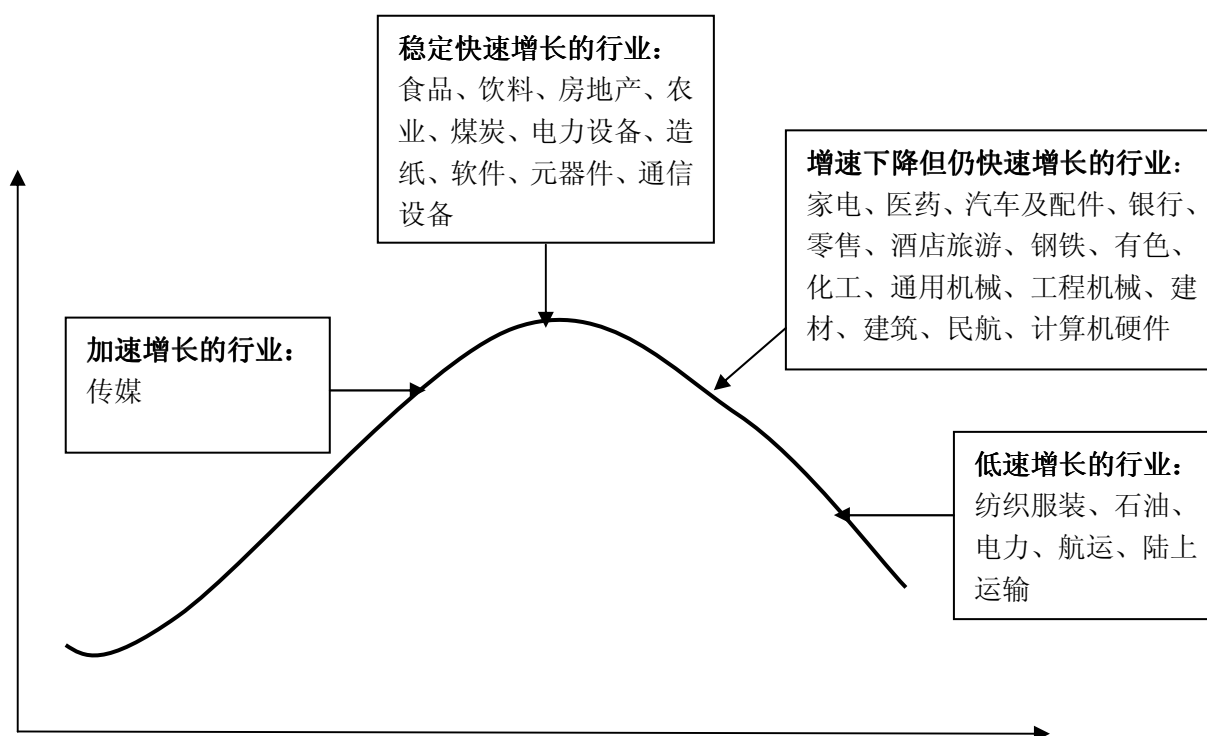 稳定快速增长的行业：
食品、饮料、房地产、农
业、煤炭、电力设备、造
纸、软件、元器件、通信
设备
增速下降但仍快速增长的行业：
家电、医药、汽车及配件、银行、
零售、酒店旅游、钢铁、有色、
化工、通用机械、工程机械、建
材、建筑、民航、计算机硬件
加速增长的行业：
传媒
低速增长的行业：
纺织服装、石油、
电力、航运、陆上
运输